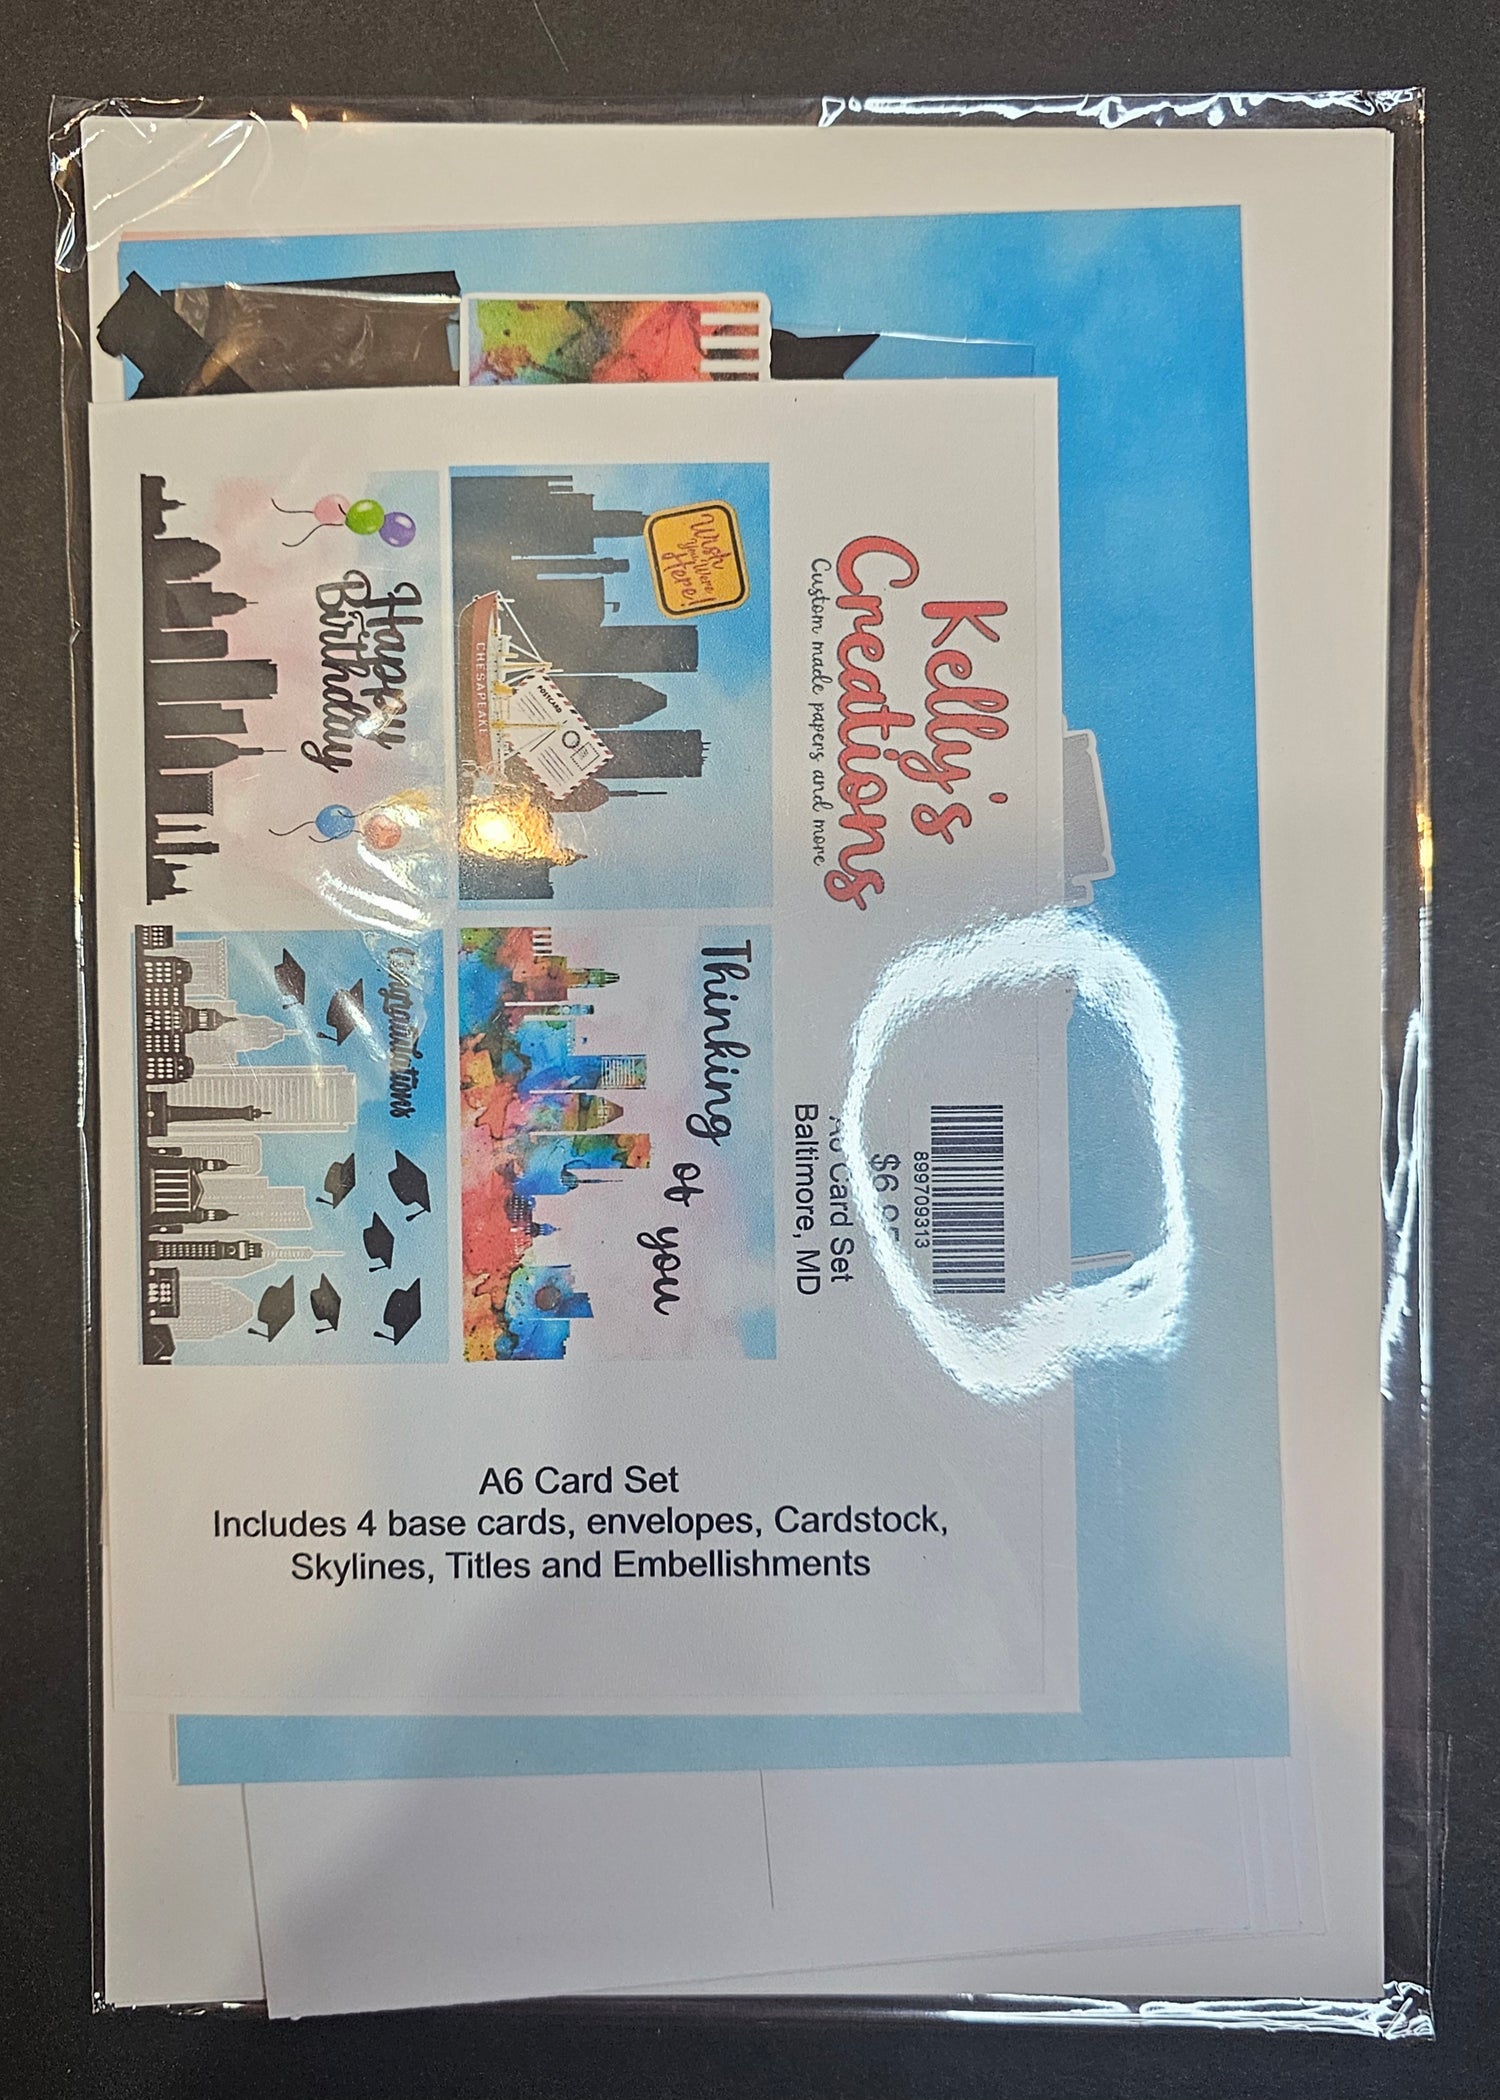 Kelly's
Creations
Custom made papers and more
899709313
Card Set
Baltimore, MD
Wish
You Were
Here!
CHESAPEAKE
POSTCARD
Thinking
of you
Happy
Birthday
Congratulations
A6 Card Set
Includes 4 base cards, envelopes, Cardstock,
Skylines, Titles and Embellishments